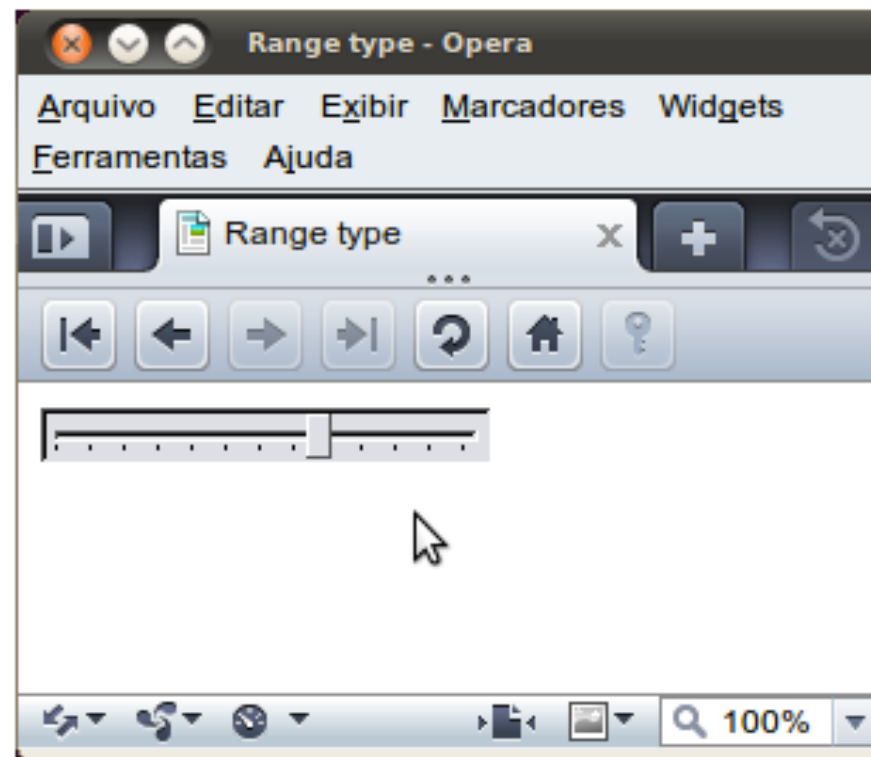 Range type - Opera
Arquivo Editar Exibir Marcadores Widgets
Ferramentas Ajuda
Range type
100%